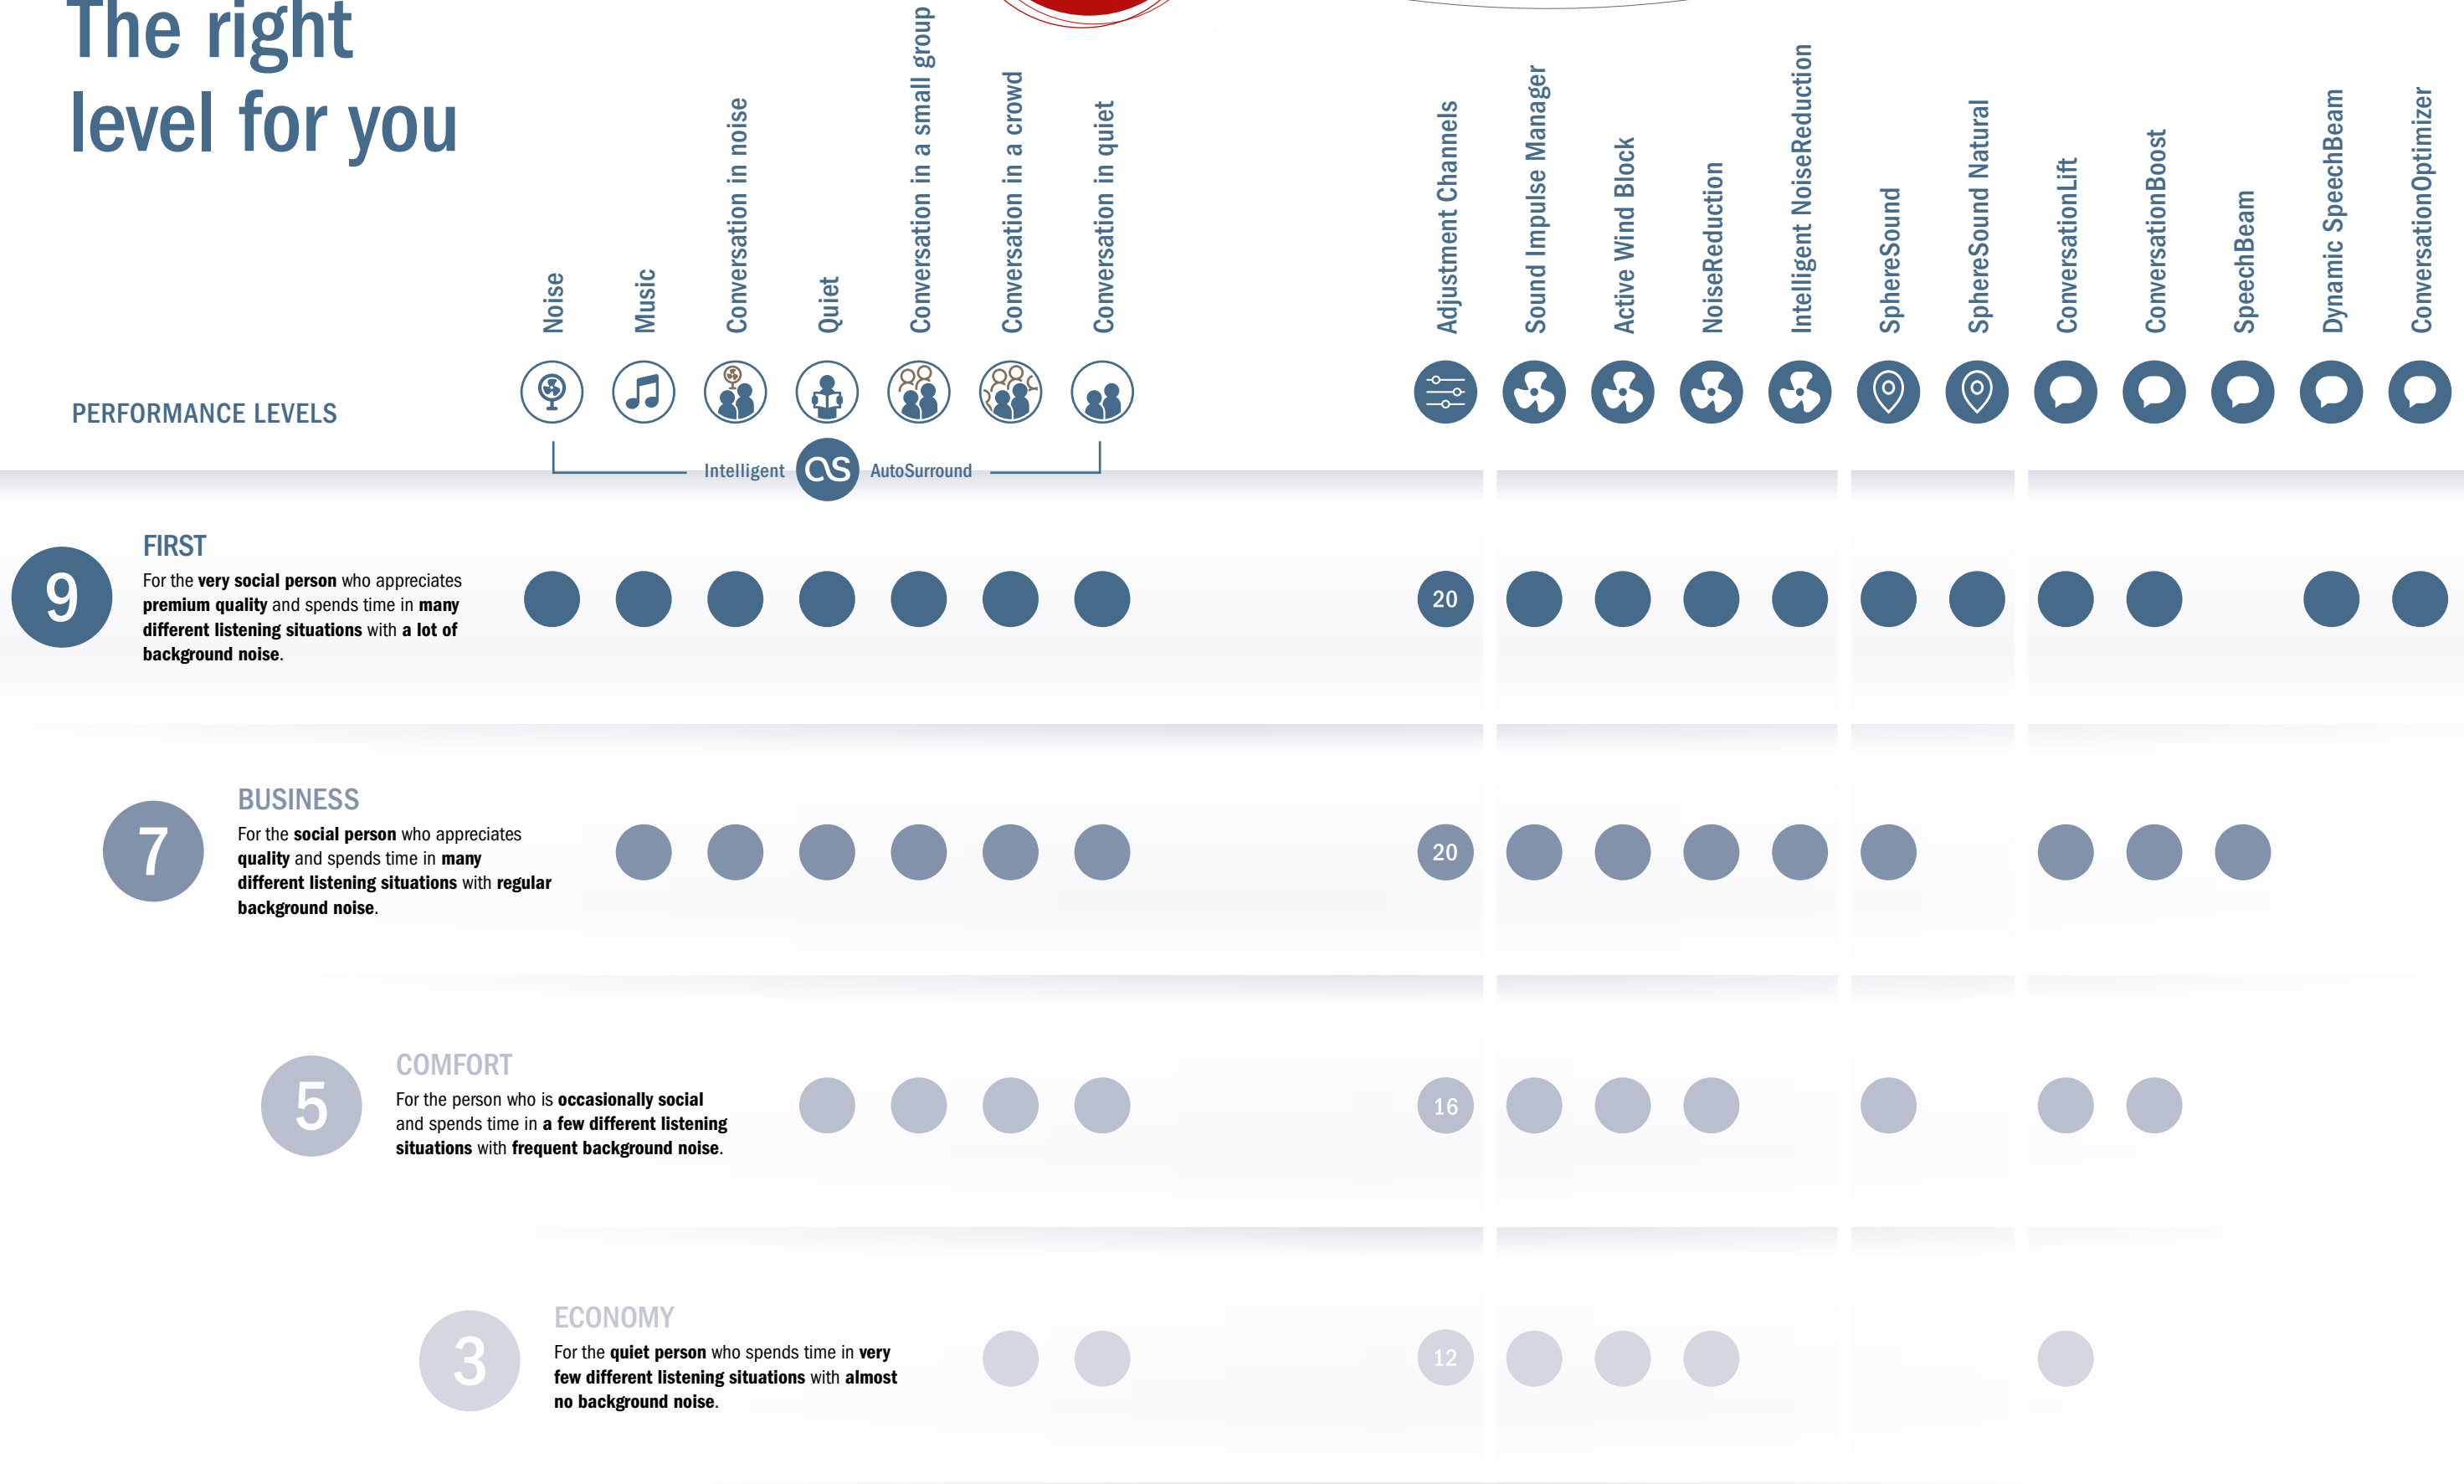 The right
level for you
Noise
Music
Conversation in noise
Quiet
Conversation in a small group
Conversation in a crowd
Conversation in quiet
Adjustment Channels
Sound Impulse Manager
Active Wind Block
NoiseReduction
Intelligent NoiseReduction
SphereSound
SphereSound Natural
ConversationLift
ConversationBoost
SpeechBeam
Dynamic SpeechBeam
ConversationOptimizer
PERFORMANCE LEVELS
Intelligent as AutoSurround
9
FIRST
For the very social person who appreciates
premium quality and spends time in many
different listening situations with a lot of
background noise.
20
7
BUSINESS
For the social person who appreciates
quality and spends time in many
different listening situations with regular
background noise.
20
5
COMFORT
For the person who is occasionally social
and spends time in a few different listening
situations with frequent background noise.
16
3
ECONOMY
For the quiet person who spends time in very
few different listening situations with almost
no background noise.
12